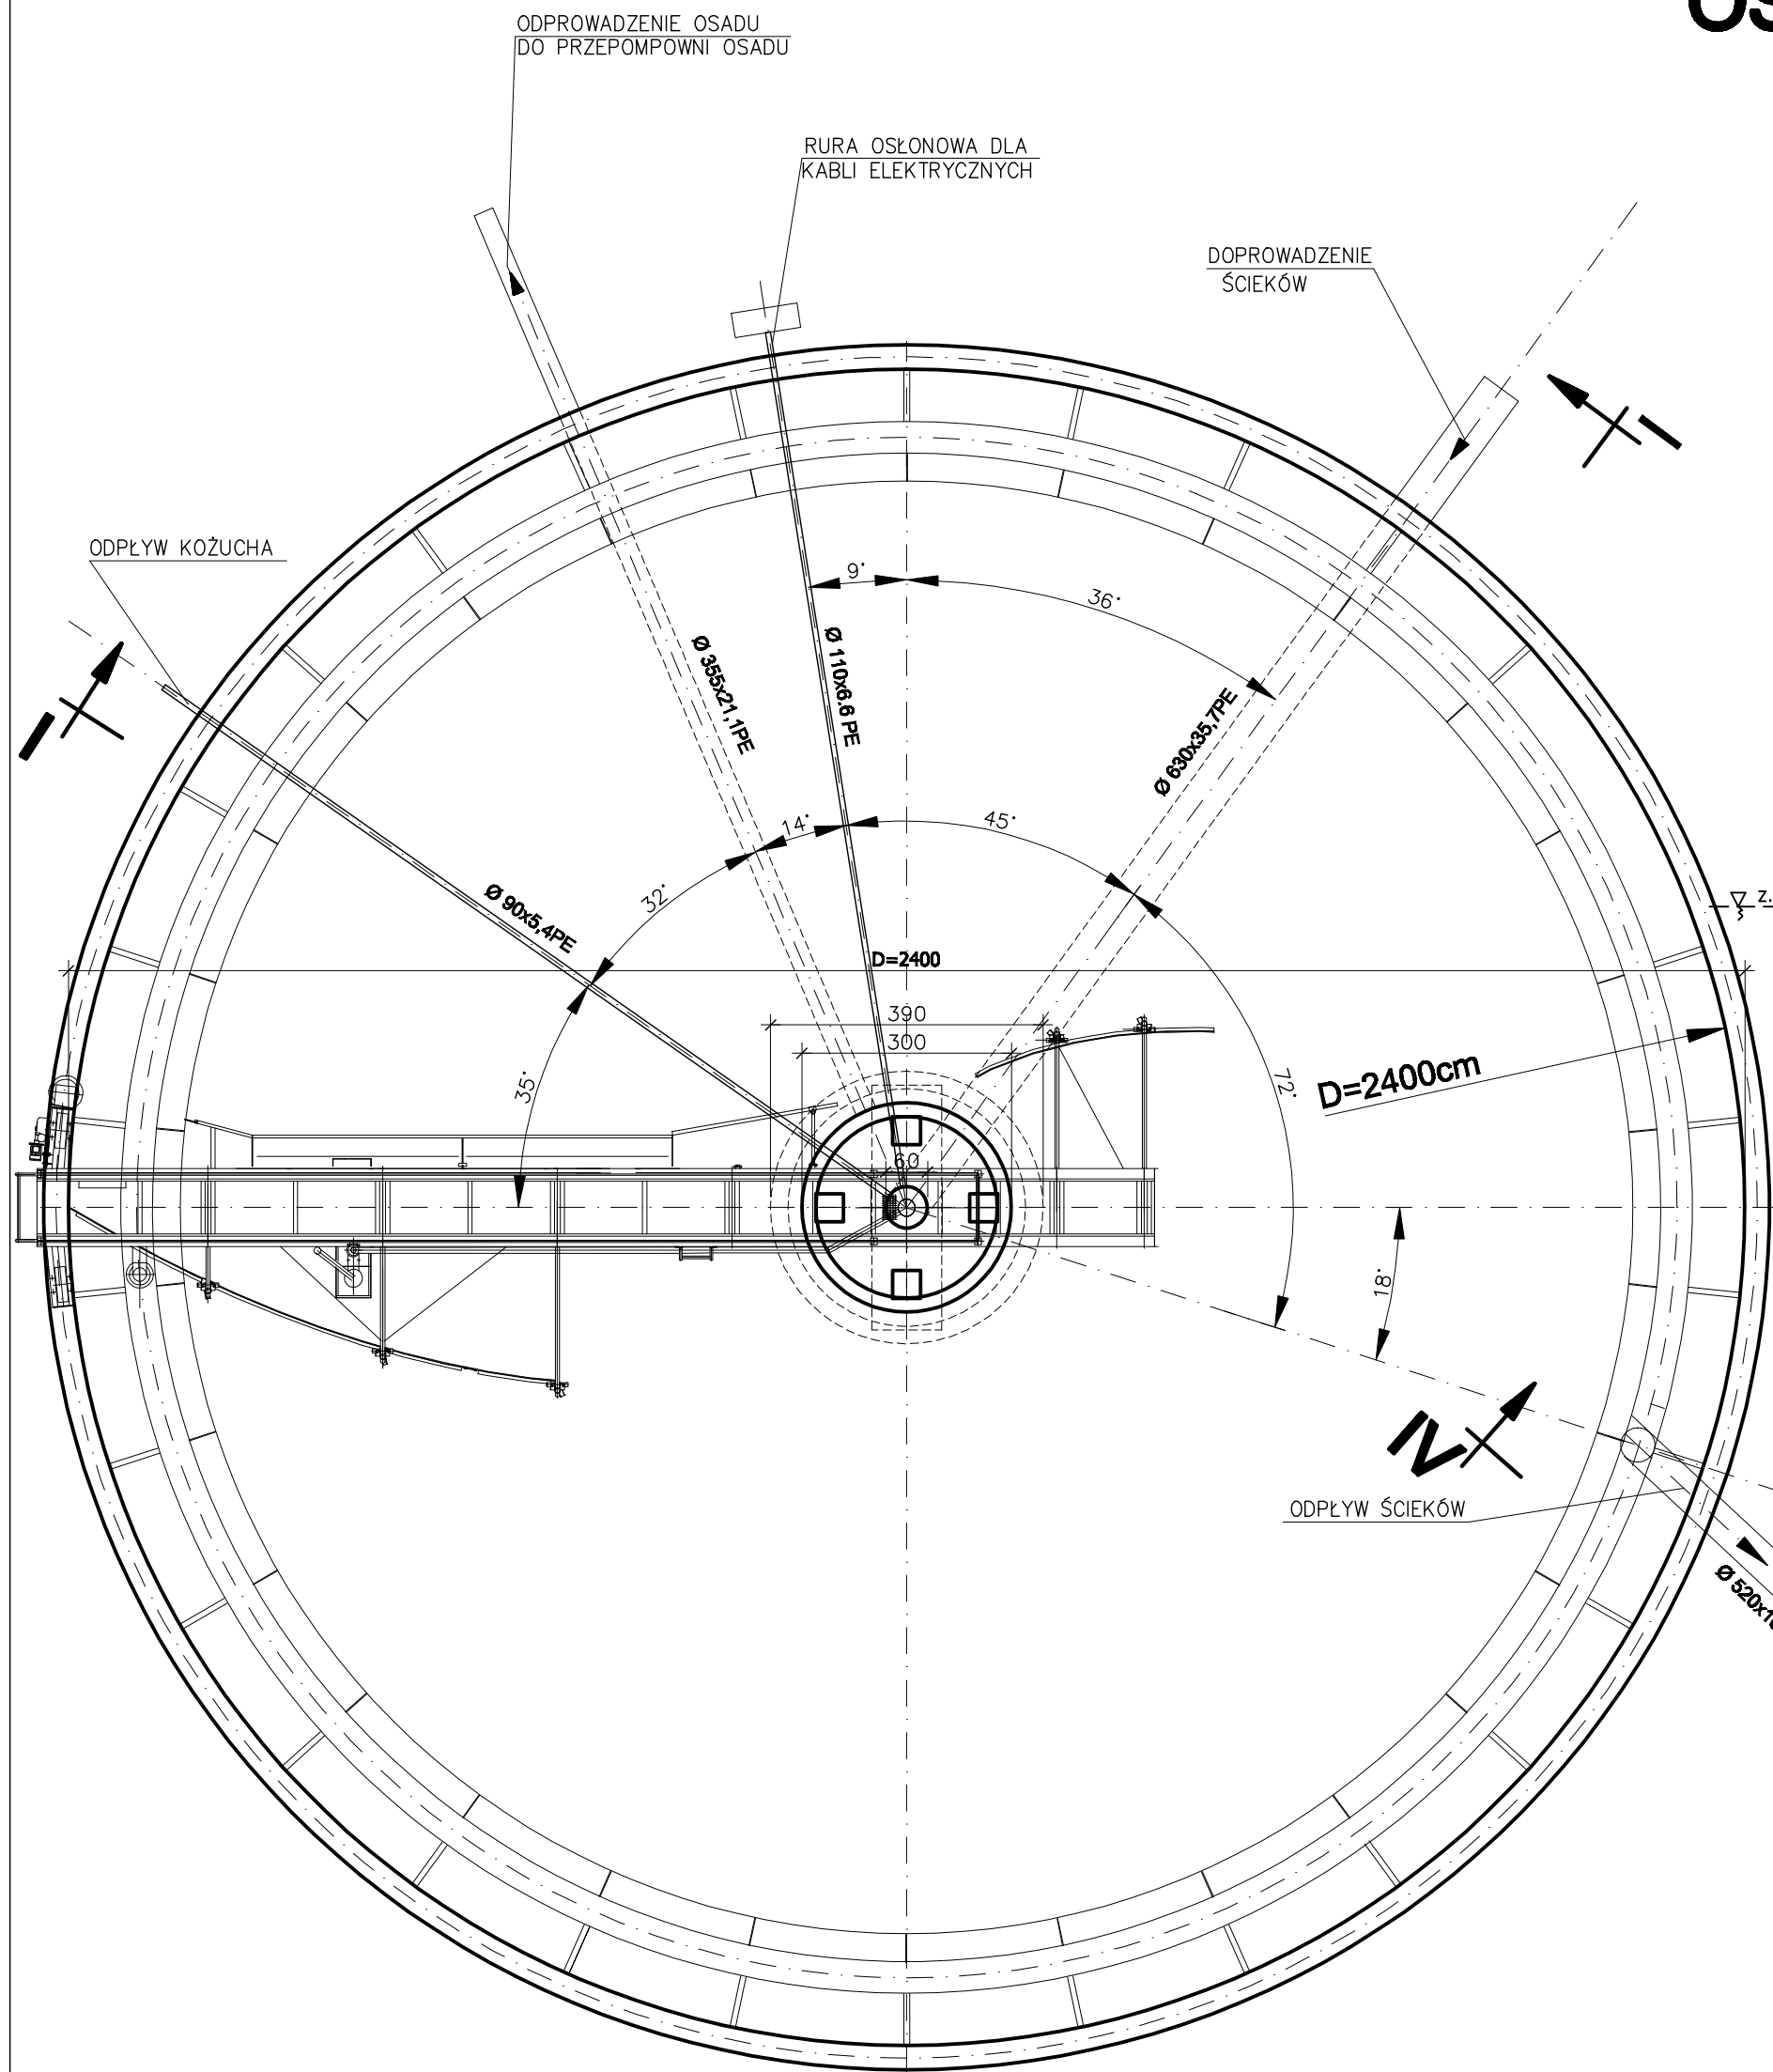 OS
ODPROWADZENIE OSADU
DO PRZEPOMPOWNI OSADU
RURA OSŁONOWA DLA
KABLI ELEKTRYCZNYCH
DOPROWADZENIE
ŚCIEKÓW
I
ODPŁYW KOŻUCHA
9°
36°
Ø 355x21,1PE
Ø 110x6.6 PE
Ø 630x35,7PE
I
14°
45°
32°
Ø 90x5,4PE
z.
D=2400
390
300
35°
72°
D=2400cm
60
18°
IV
ODPŁYW ŚCIEKÓW